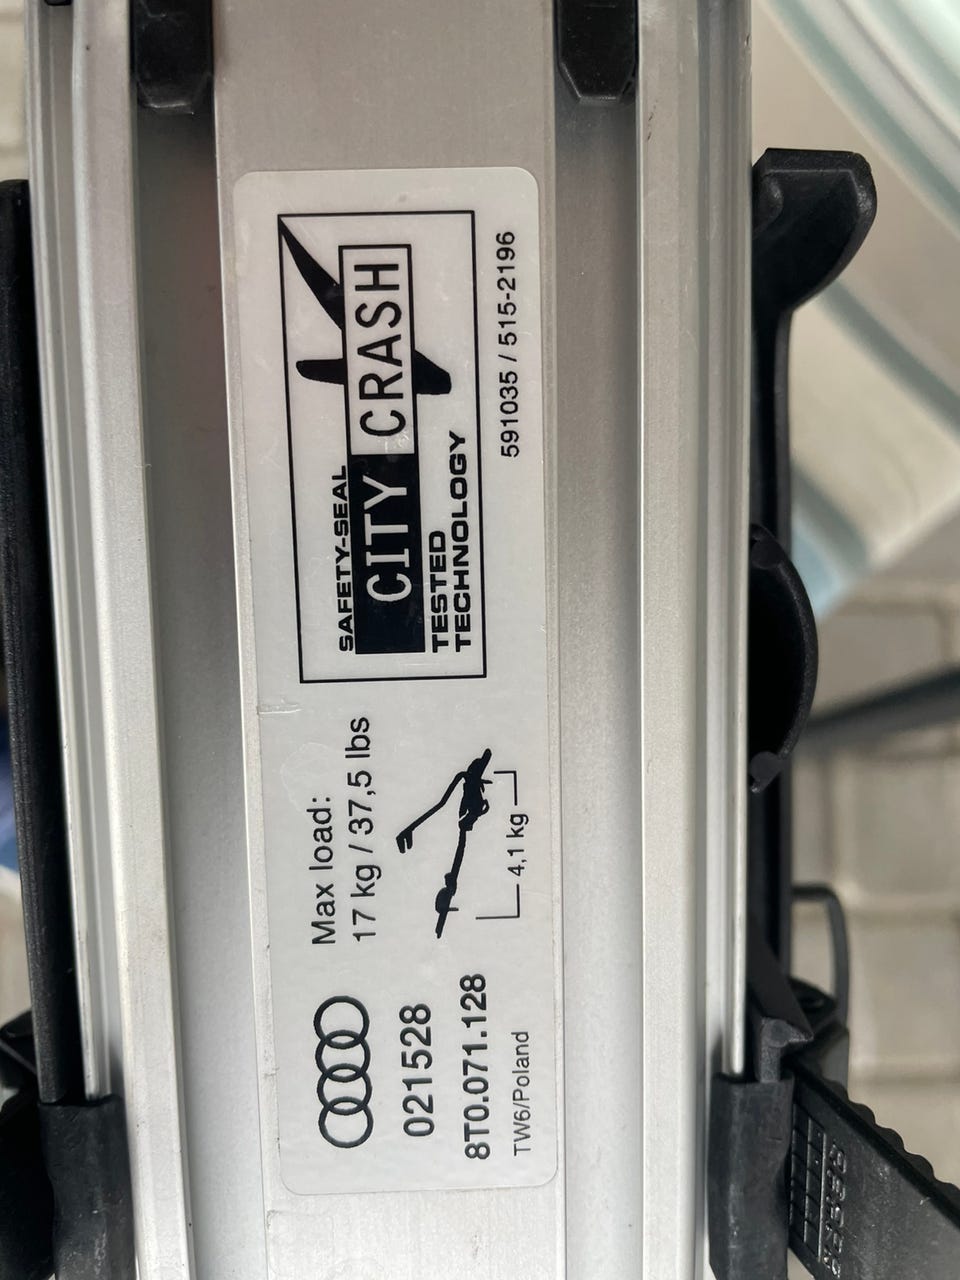 021528
8T0.071.128
TW6/Poland
Max load:
17 kg / 37,5 lbs
4,1 kg
SAFETY-SEAL
CITY CRASH
TESTED
TECHNOLOGY
591035 / 515-2196